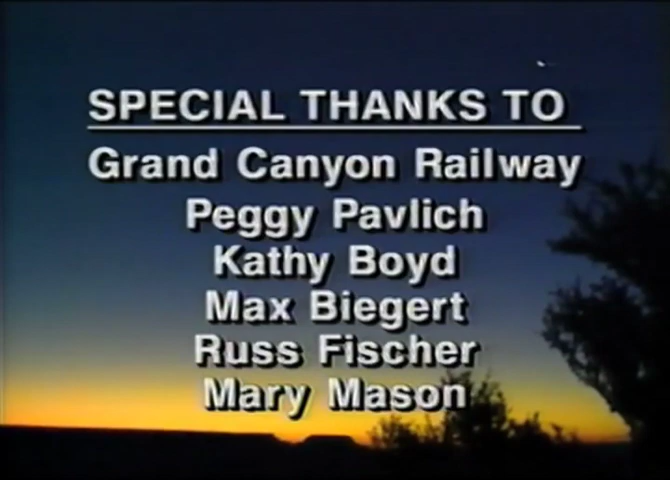 SPECIAL THANKS TO
Grand Canyon Railway
Peggy Pavlich
Kathy Boyd
Max Biegert
Russ Fischer
Mary Mason